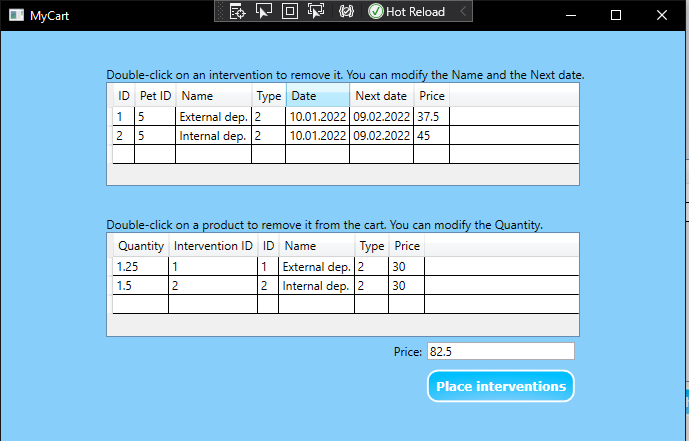 MyCart
Hot Reload
Double-click on an intervention to remove it. You can modify the Name and the Next date.
ID Pet ID Name Type Date Next date Price
1 5 External dep. 2 10.01.2022 09.02.2022 37.5
2 5 Internal dep. 2 10.01.2022 09.02.2022 45
Double-click on a product to remove it from the cart. You can modify the Quantity.
Quantity Intervention ID ID Name Type Price
1.25 1 1 External dep. 2 30
1.5 2 2 Internal dep. 2 30
Price: 82.5
Place interventions